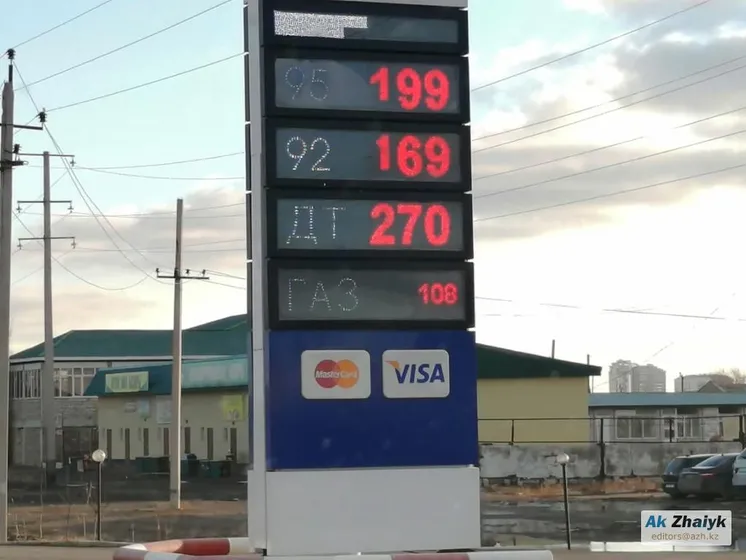 95 199
92 169
ДТ 270
ГАЗ 108
MasterCard VISA
Ak Zhaiyk
editors@azh.kz